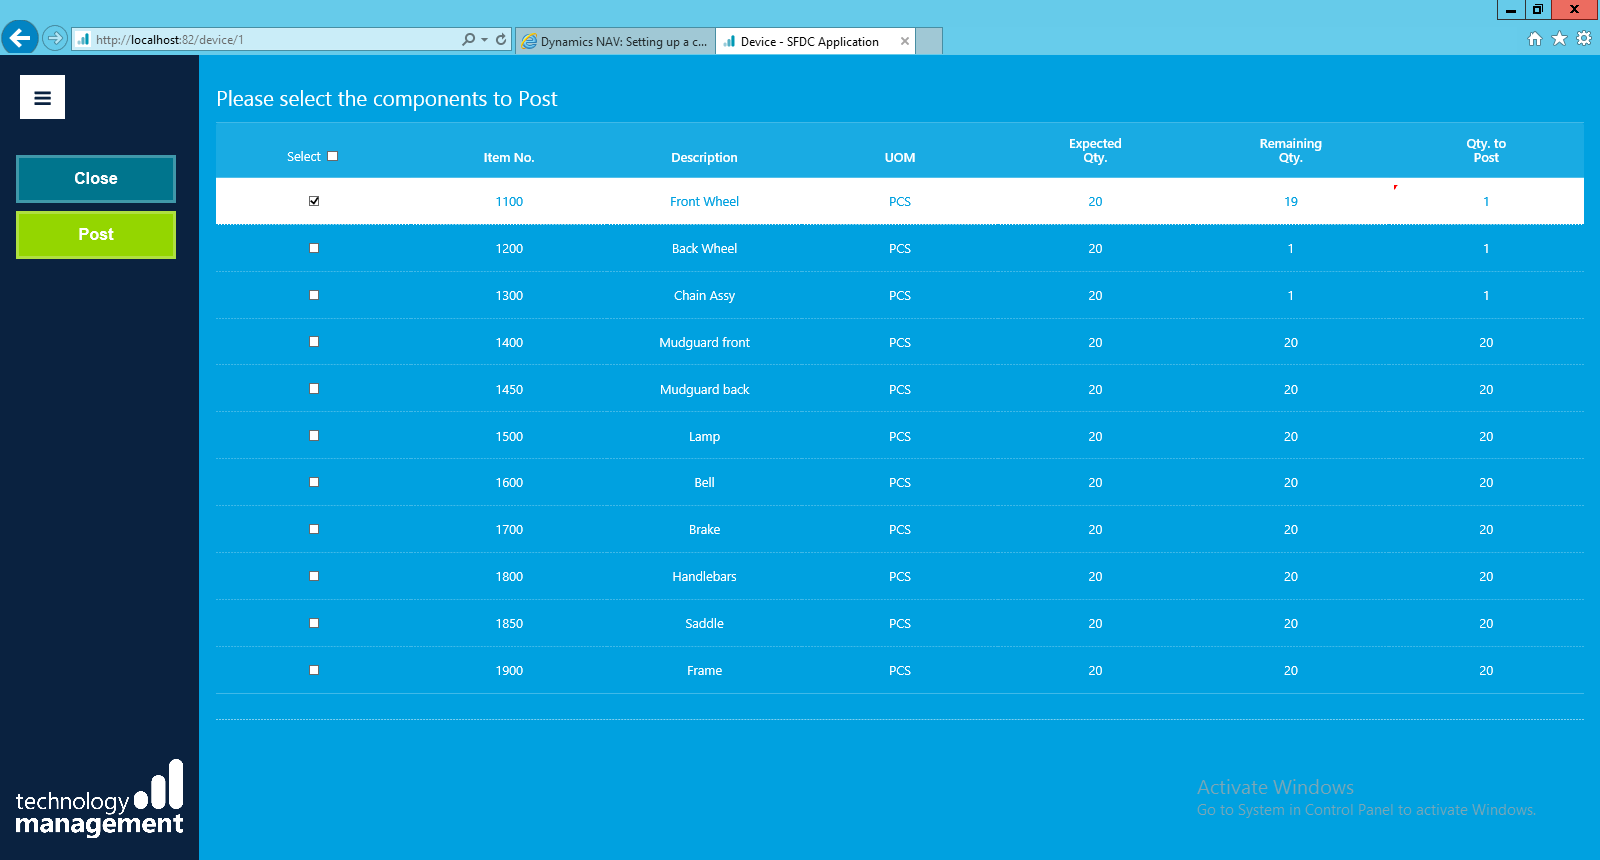 http://localhost:82/device/1
Dynamics NAV: Setting up a c...
Device - SFDC Application
Close
Post
Please select the components to Post
Select Item No. Description UOM Expected Qty. Remaining Qty. Qty. to Post
1100 Front Wheel PCS 20 19 1
1200 Back Wheel PCS 20 1 1
1300 Chain Assy PCS 20 1 1
1400 Mudguard front PCS 20 20 20
1450 Mudguard back PCS 20 20 20
1500 Lamp PCS 20 20 20
1600 Bell PCS 20 20 20
1700 Brake PCS 20 20 20
1800 Handlebars PCS 20 20 20
1850 Saddle PCS 20 20 20
1900 Frame PCS 20 20 20
technology
management
Activate Windows
Go to System in Control Panel to activate Windows.